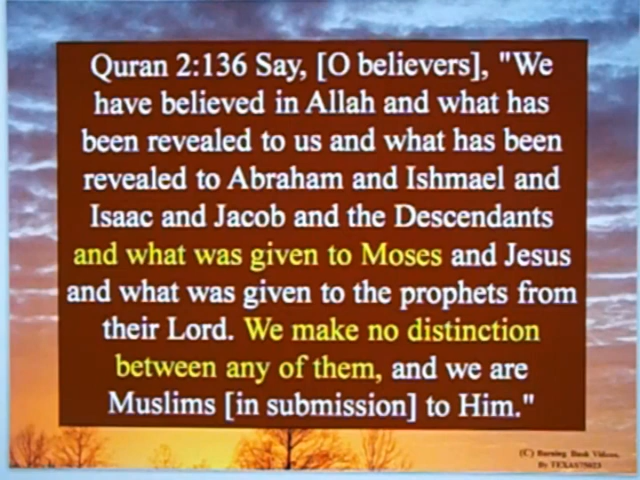 Quran 2:136 Say, [O believers], "We
have believed in Allah and what has
been revealed to us and what has been
revealed to Abraham and Ishmael and
Isaac and Jacob and the Descendants
and what was given to Moses and Jesus
and what was given to the prophets from
their Lord. We make no distinction
between any of them, and we are
Muslims [in submission] to Him."
(C) Burning Bush Videos.
By